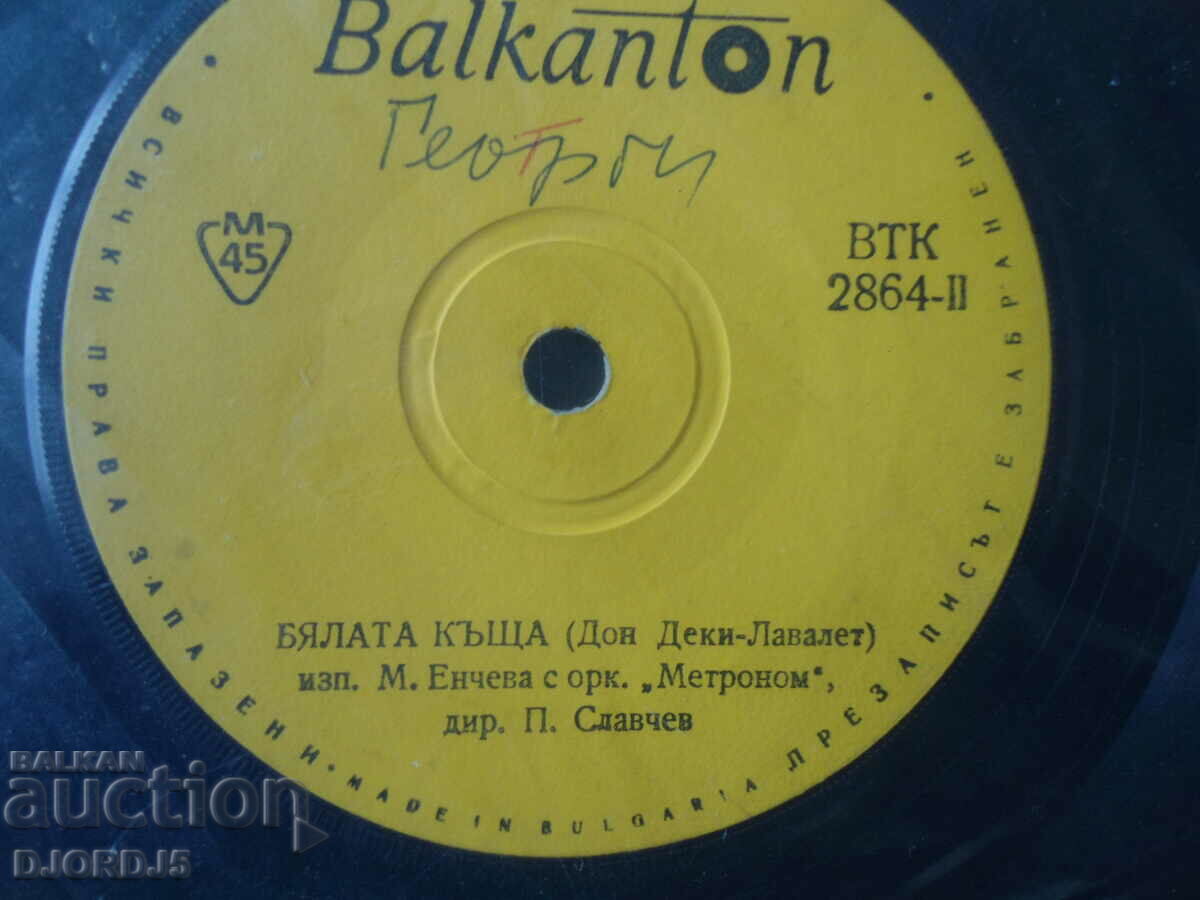 Balkanton
Георги
М
45
ВТК
2864-II
БЯЛАТА КЪЩА (Дон Деки-Лавалет)
изп. М. Енчева с орк. „Метроном“,
дир. П. Славчев
• ВСИЧКИ ПРАВА ЗАПАЗЕНИ • MADE IN BULGARIA ПРЕЗАПИСЪТ Е ЗАБРАНЕН •
BALKAN
auction
DJORDJ5